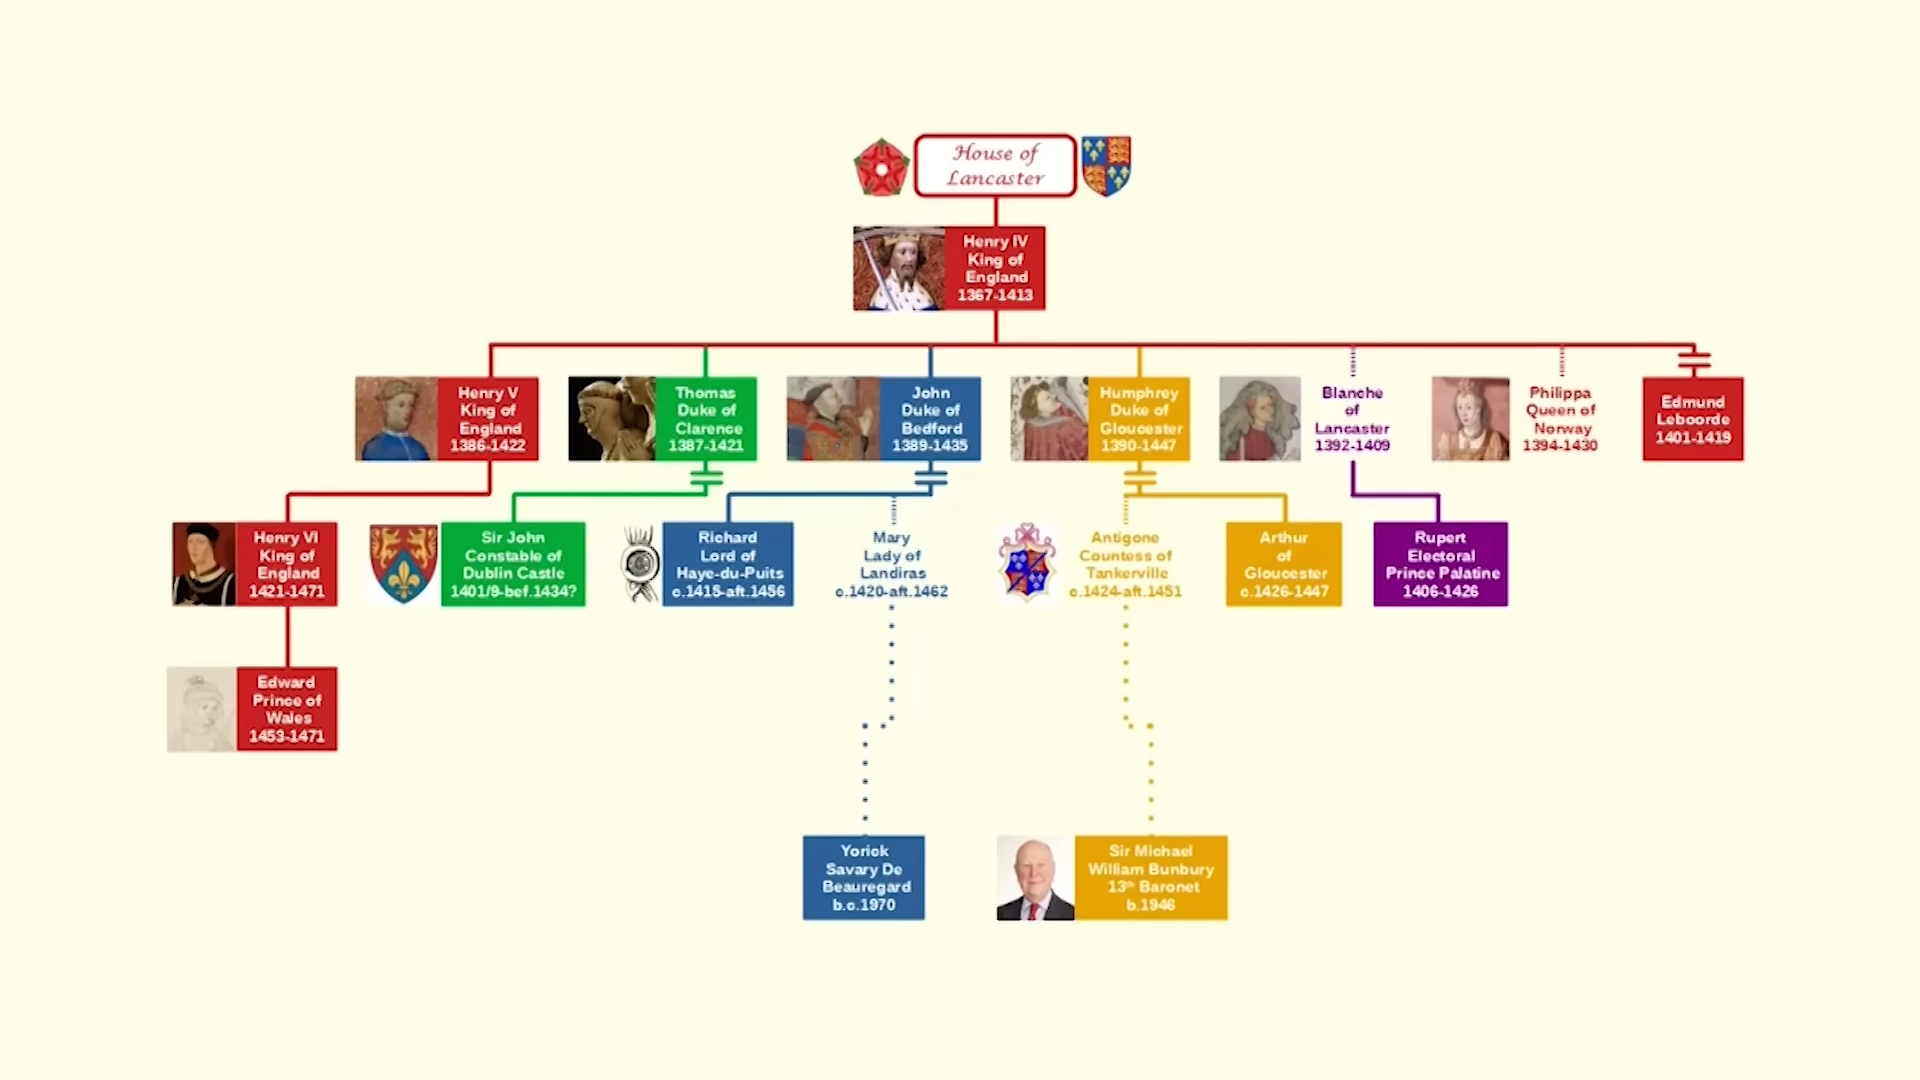 House of
Lancaster
Henry IV
King of
England
1367-1413
Henry V
King of
England
1386-1422
Thomas
Duke of
Clarence
1387-1421
John
Duke of
Bedford
1389-1435
Humphrey
Duke of
Gloucester
1390-1447
Blanche
of
Lancaster
1392-1409
Philippa
Queen of
Norway
1394-1430
Edmund
Leboorde
1401-1419
Henry VI
King of
England
1421-1471
Sir John
Constable of
Dublin Castle
1401/9-bef.1434?
Richard
Lord of
Haye-du-Puits
c.1415-aft.1456
Mary
Lady of
Landiras
c.1420-aft.1462
Antigone
Countess of
Tankerville
c.1424-aft.1451
Arthur
of
Gloucester
c.1426-1447
Rupert
Electoral
Prince Palatine
1406-1426
Edward
Prince of
Wales
1453-1471
Yorick
Savary De
Beauregard
b.c.1970
Sir Michael
William Bunbury
13th Baronet
b.1946